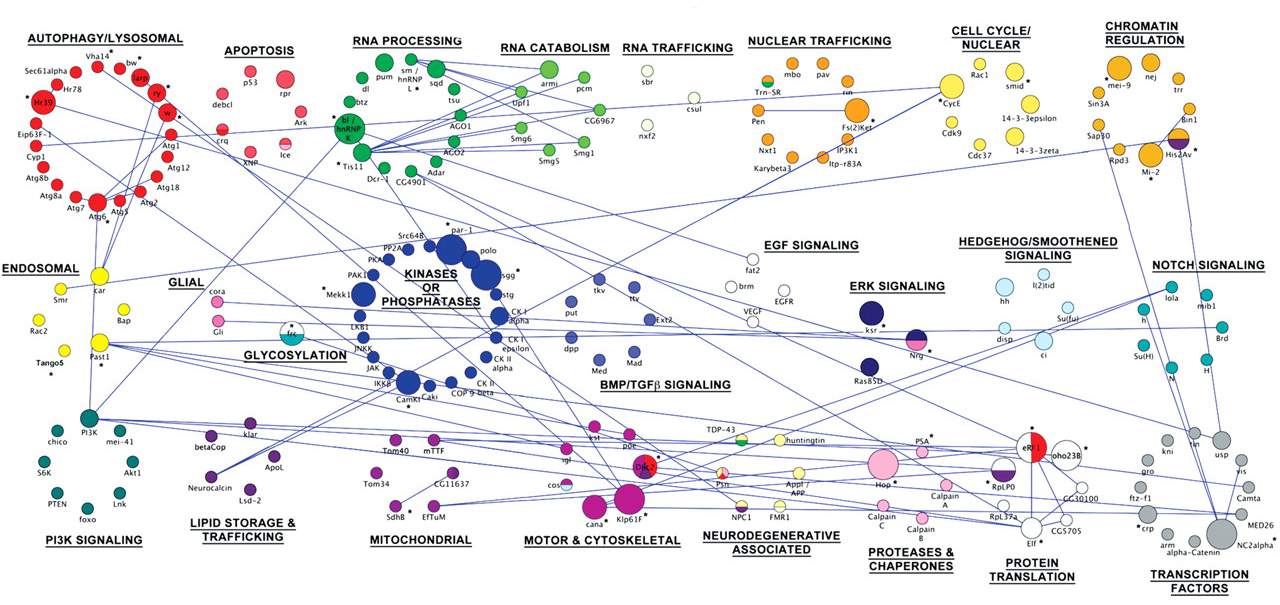 AUTOPHAGY/LYSOSOMAL
Vha14 *
bw *
Sec61alpha
Hr78
larp
ry
w
* Hr39
Eip63F-1
Cyp1
Atg8b
Atg8a
Atg7
Atg6
*
Atg5
Atg2
Atg18
Atg12
Atg1
APOPTOSIS
p53
rpr
debcl
Ark
crq
Ice
XNP
RNA PROCESSING
pum
sm /
hnRNP
L *
sqd
dl
btz
tsu
*
bl /
hnRNP
K
AGO1
AGO2
* Tis11
Dcr-1
CG4901
Adar
RNA CATABOLISM
armi
pcm
Upf1
CG6967
Smg6
Smg5
Smg1
RNA TRAFFICKING
sbr
csul
nxf2
NUCLEAR TRAFFICKING
mbo
pav
Trn-SR
rin
Pen
Fs(2)Ket
Nxt1
IP3K1
Karybeta3
Itp-r83A
CELL CYCLE/
NUCLEAR
Rac1
smid
*
* CycE
14-3-3epsilon
Cdk9
14-3-3zeta
Cdc37
CHROMATIN
REGULATION
* mei-9
nej
trr
Sin3A
Bin1
Sap30
His2Av *
Rpd3
Mi-2
*
ENDOSOMAL
car
Smr
Bap
Rac2
Tango5
*
Past1
*
GLIAL
cora
Gli
* frc
GLYCOSYLATION
KINASES
OR
PHOSPHATASES
* par-1
Src64B
PP2A
PKA
polo
sgg *
PAK1
* Mekk1
stg
LKB1
CK I
alpha
JNKK
CK I
epsilon
JAK
CK II
alpha
IKKB
CamKI
*
Caki
COP 9
CK II
beta
tkv
ttv
put
Ext2
dpp
Med
Mad
BMP/TGFβ SIGNALING
EGF SIGNALING
fat2
brm
EGFR
VEGF
ERK SIGNALING
ksr *
Nrg *
Ras85D
HEDGEHOG/SMOOTHENED
SIGNALING
hh
l(2)tid
Su(fu)
disp
ci
NOTCH SIGNALING
lola
mib1
h
Brd
Su(H)
H
N
PI3K
chico
mei-41
S6K
Akt1
PTEN
Lnk
foxo
PI3K SIGNALING
klar
betaCop
ApoL
Neurocalcin
Lsd-2
LIPID STORAGE &
TRAFFICKING
Tom40
mTTF
Tom34
CG11637
SdhB *
EfTuM
MITOCHONDRIAL
kst
poe
igl
cos
cana *
Klp61F *
MOTOR & CYTOSKELETAL
TDP-43
huntingtin
Psn
Appl /
APP
NPC1
FMR1
NEURODEGENERATIVE
ASSOCIATED
PSA *
Hop *
Calpain
A
Calpain
C
Calpain
B
PROTEASES &
CHAPERONES
*
eRF1
oho23B
*
* RpLP0
CG30100
RpL37a
Elf *
CG5705
PROTEIN
TRANSLATION
kni
tin
usp
gro
vis
ftz-f1
Camta
* crp
MED26
arm
alpha-Catenin
NC2alpha *
TRANSCRIPTION
FACTORS